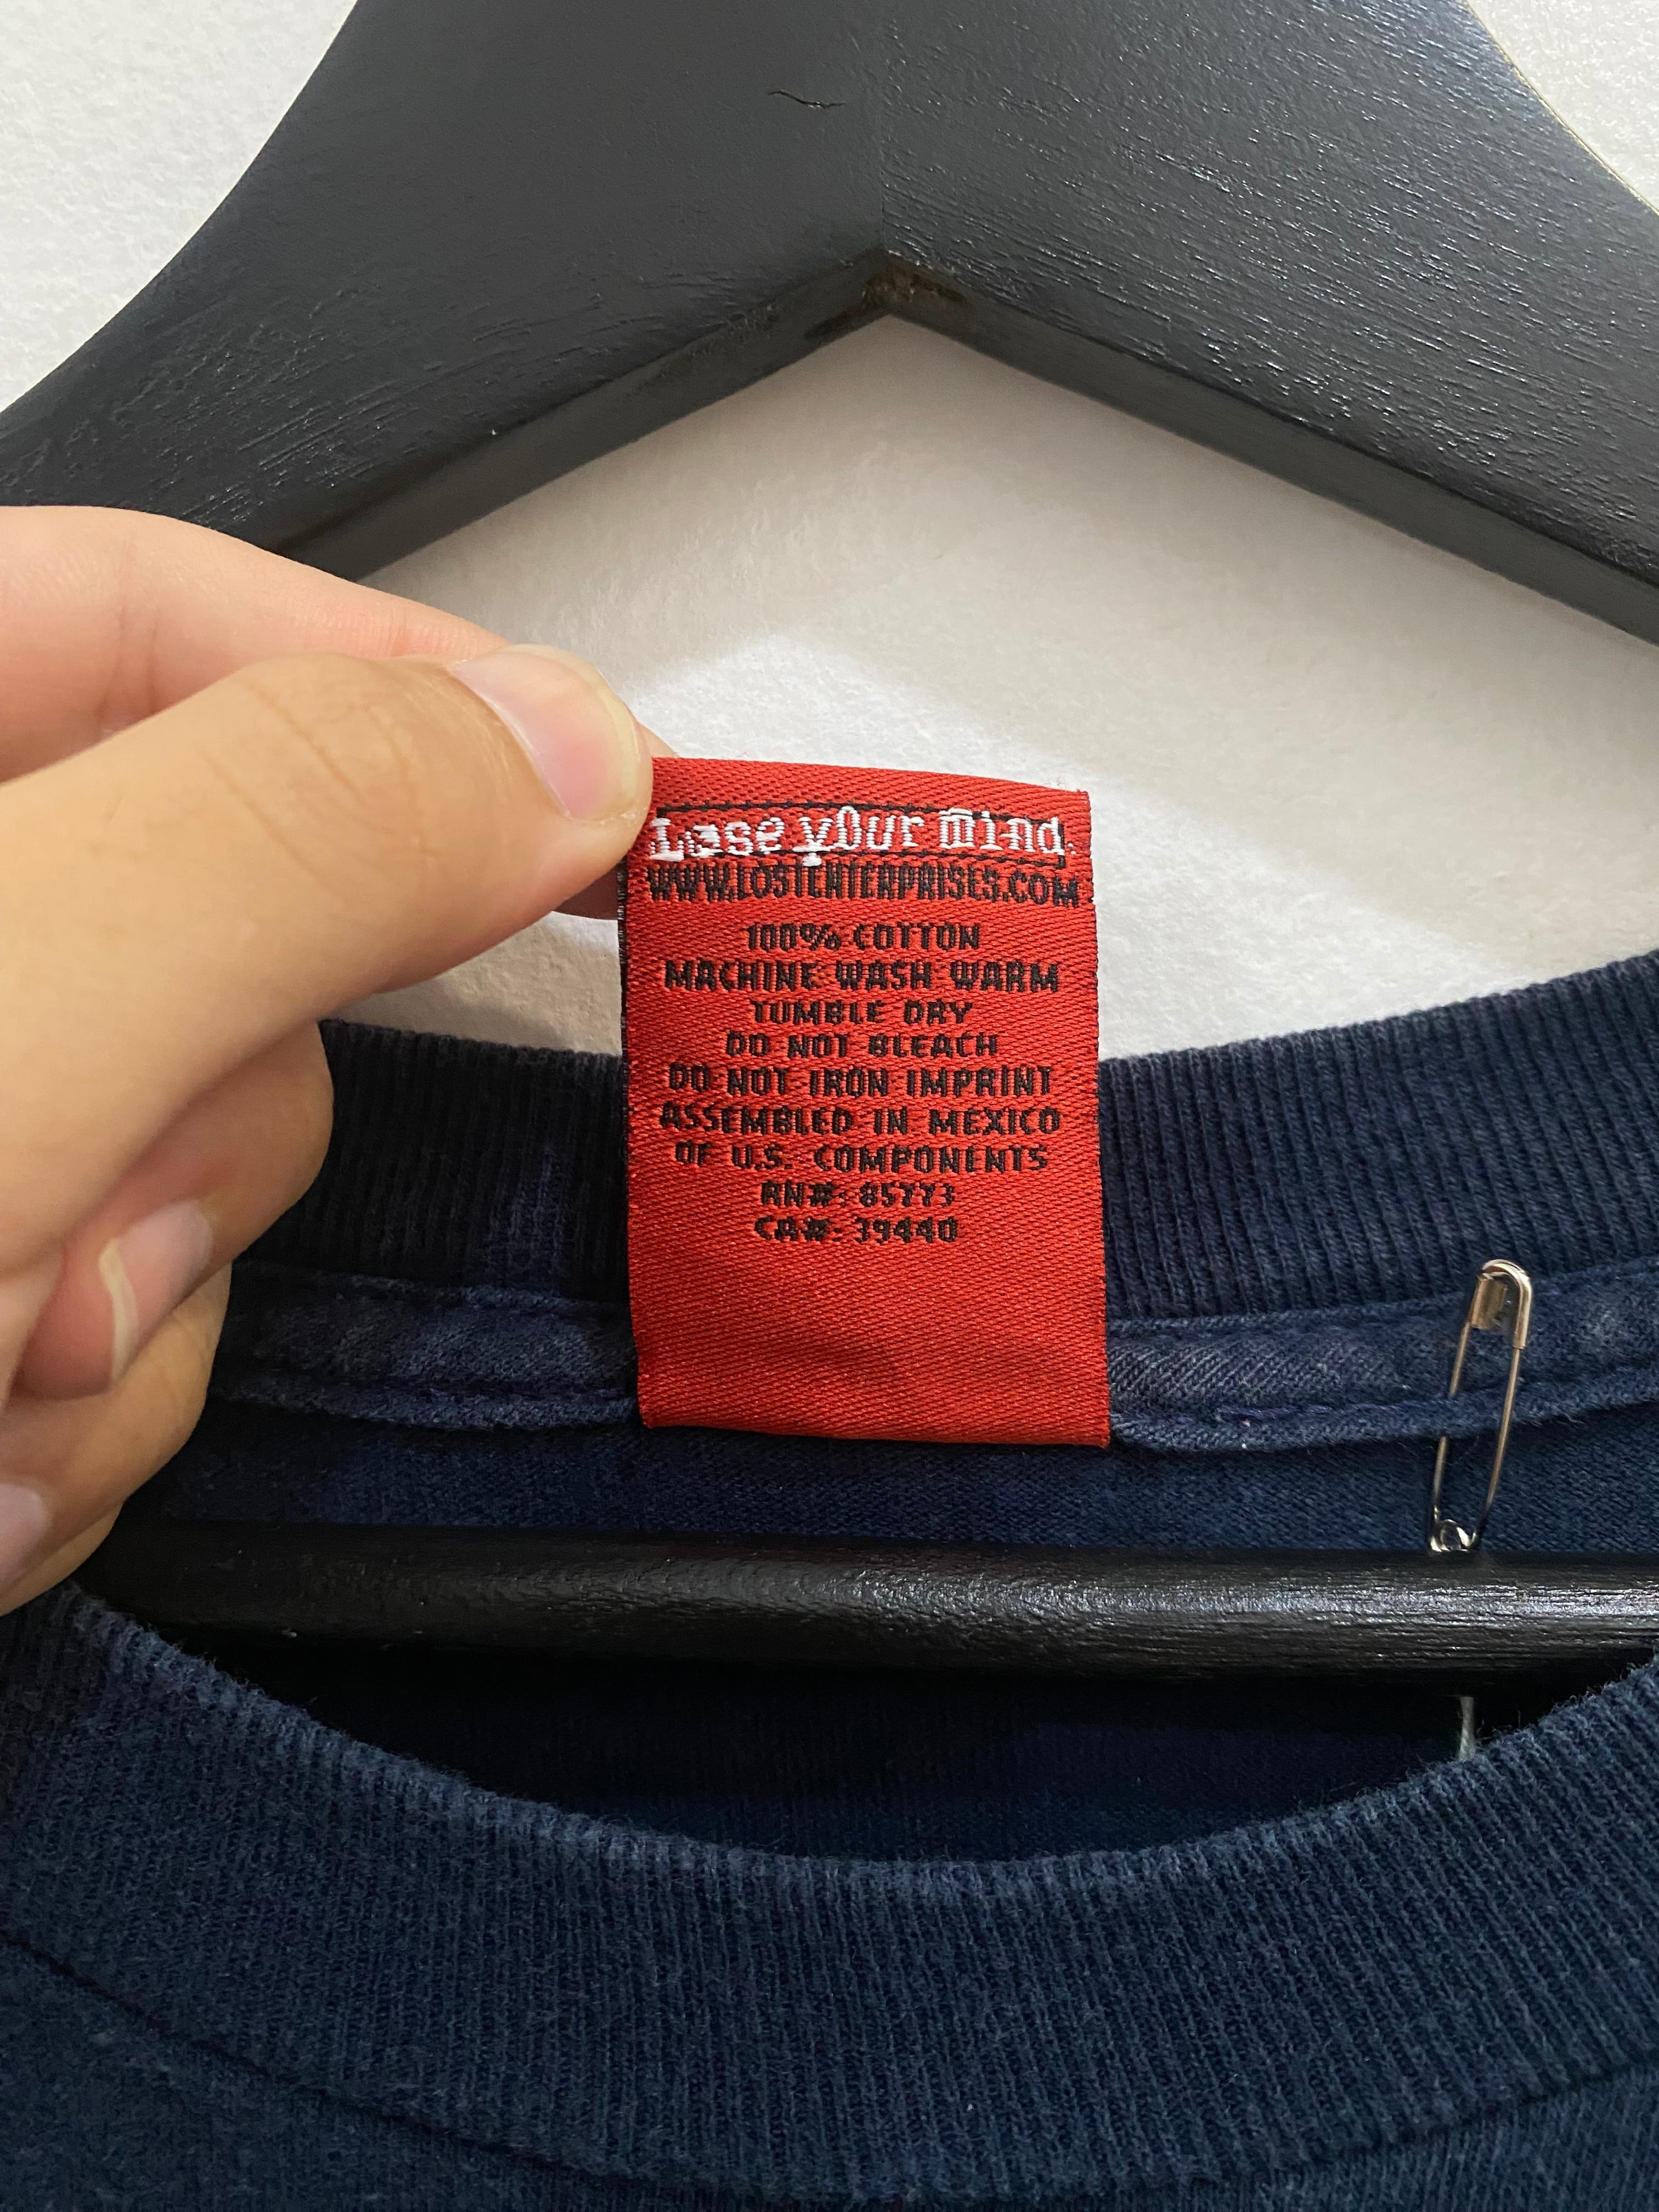 Lose your mind.
WWW.LOSTENTERPRISES.COM
100% COTTON
MACHINE WASH WARM
TUMBLE DRY
DO NOT BLEACH
DO NOT IRON IMPRINT
ASSEMBLED IN MEXICO
OF U.S. COMPONENTS
RN#: 85773
CA#: 39440